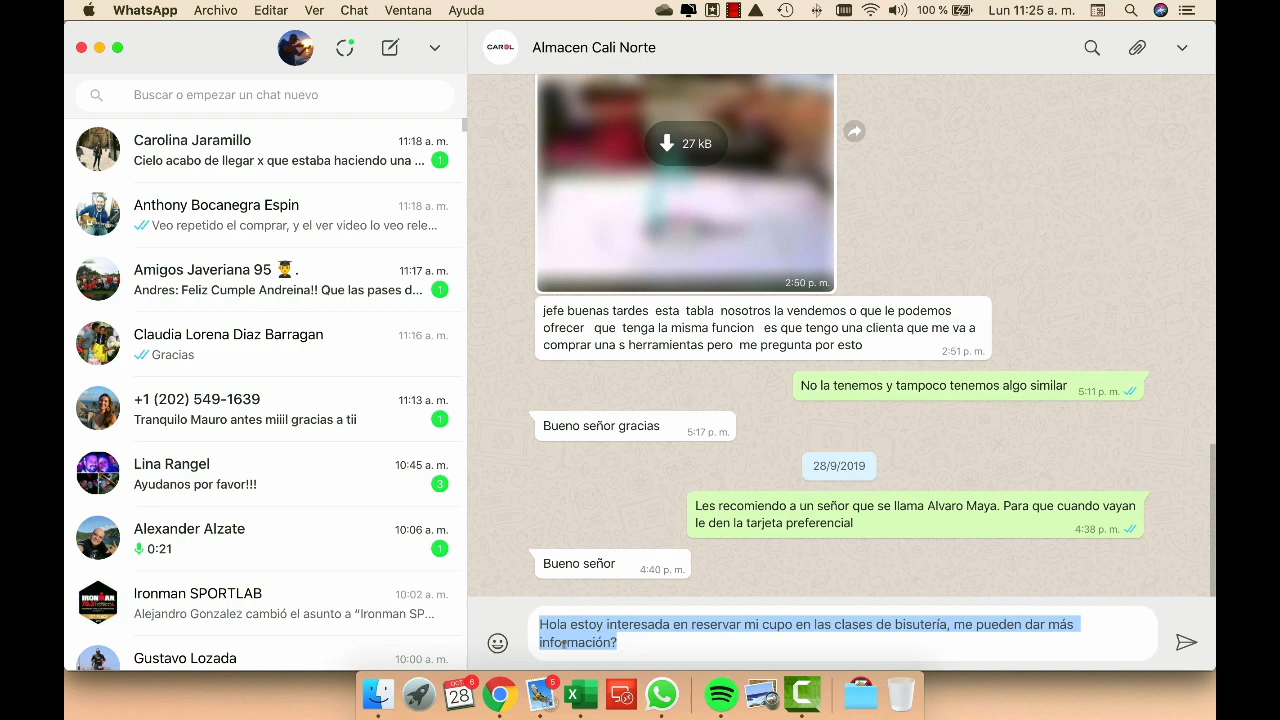 WhatsApp Archivo Editar Ver Chat Ventana Ayuda 100 % Lun 11:25 a. m.
CAROL Almacen Cali Norte
Buscar o empezar un chat nuevo
Carolina Jaramillo 11:18 a. m.
Cielo acabo de llegar x que estaba haciendo una ... 1
Anthony Bocanegra Espin 11:18 a. m.
Veo repetido el comprar, y el ver video lo veo rele...
Amigos Javeriana 95 👨‍🎓. 11:17 a. m.
Andres: Feliz Cumple Andreina!! Que las pases d... 1
Claudia Lorena Diaz Barragan 11:16 a. m.
Gracias
+1 (202) 549-1639 11:13 a. m.
Tranquilo Mauro antes miiil gracias a tii 1
Lina Rangel 10:45 a. m.
Ayudanos por favor!!! 3
Alexander Alzate 10:06 a. m.
0:21 1
Ironman SPORTLAB 10:02 a. m.
Alejandro Gonzalez cambió el asunto a “Ironman SP...
Gustavo Lozada 10:00 a. m.
27 kB
2:50 p. m.
jefe buenas tardes esta tabla nosotros la vendemos o que le podemos
ofrecer que tenga la misma funcion es que tengo una clienta que me va a
comprar una s herramientas pero me pregunta por esto 2:51 p. m.
No la tenemos y tampoco tenemos algo similar 5:11 p. m.
Bueno señor gracias 5:17 p. m.
28/9/2019
Les recomiendo a un señor que se llama Alvaro Maya. Para que cuando vayan
le den la tarjeta preferencial 4:38 p. m.
Bueno señor 4:40 p. m.
Hola estoy interesada en reservar mi cupo en las clases de bisutería, me pueden dar más
información?
OCT. 6 5
28